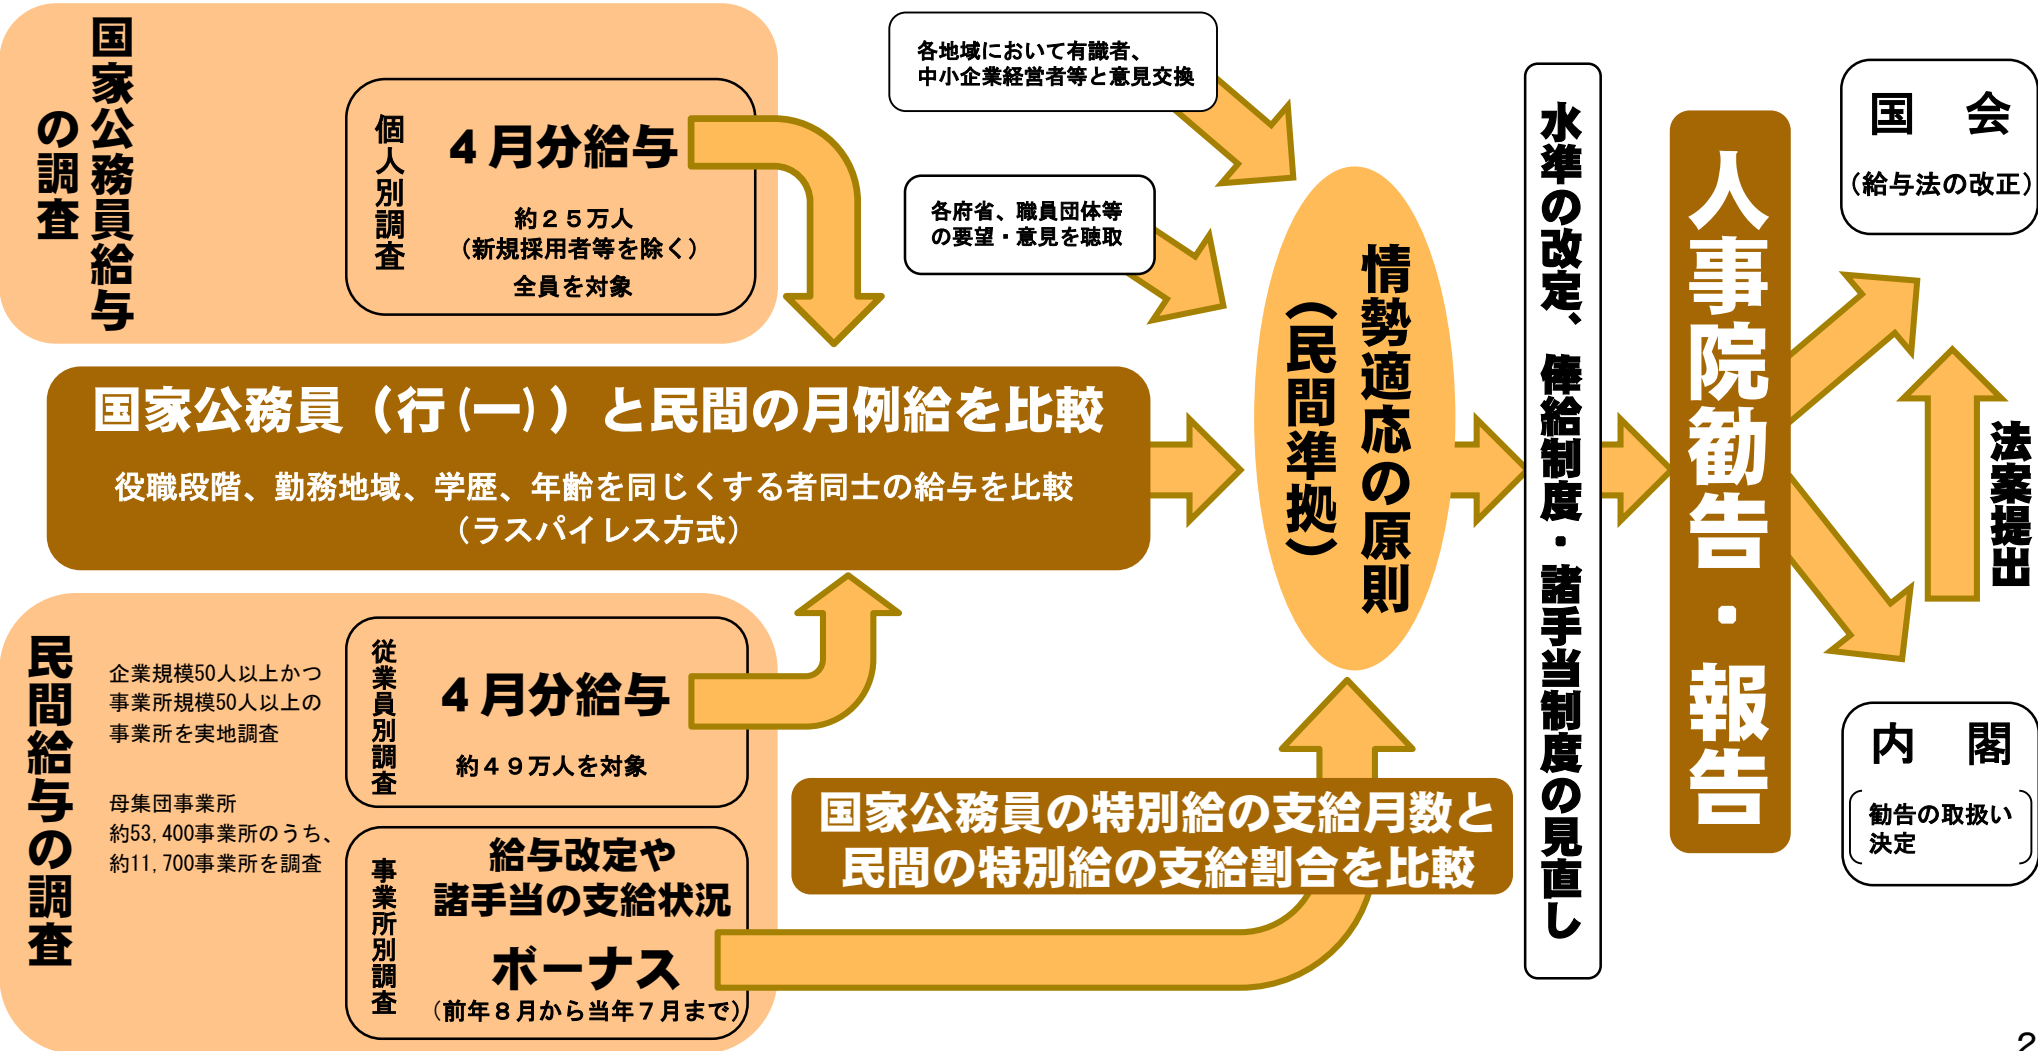 国家公務員給与
の調査
個人別調査
４月分給与
約２５万人
（新規採用者等を除く）
全員を対象
国家公務員（行(一)）と民間の月例給を比較
役職段階、勤務地域、学歴、年齢を同じくする者同士の給与を比較
（ラスパイレス方式）
民間給与の調査
企業規模50人以上かつ
事業所規模50人以上の
事業所を実地調査
母集団事業所
約53,400事業所のうち、
約11,700事業所を調査
従業員別調査
４月分給与
約４９万人を対象
事業所別調査
給与改定や
諸手当の支給状況
ボーナス
（前年８月から当年７月まで）
各地域において有識者、
中小企業経営者等と意見交換
各府省、職員団体等
の要望・意見を聴取
情勢適応の原則
（民間準拠）
国家公務員の特別給の支給月数と
民間の特別給の支給割合を比較
水準の改定、俸給制度・諸手当制度の見直し
人事院勧告・報告
国　会
（給与法の改正）
法案提出
内　閣
勧告の取扱い
決定
2